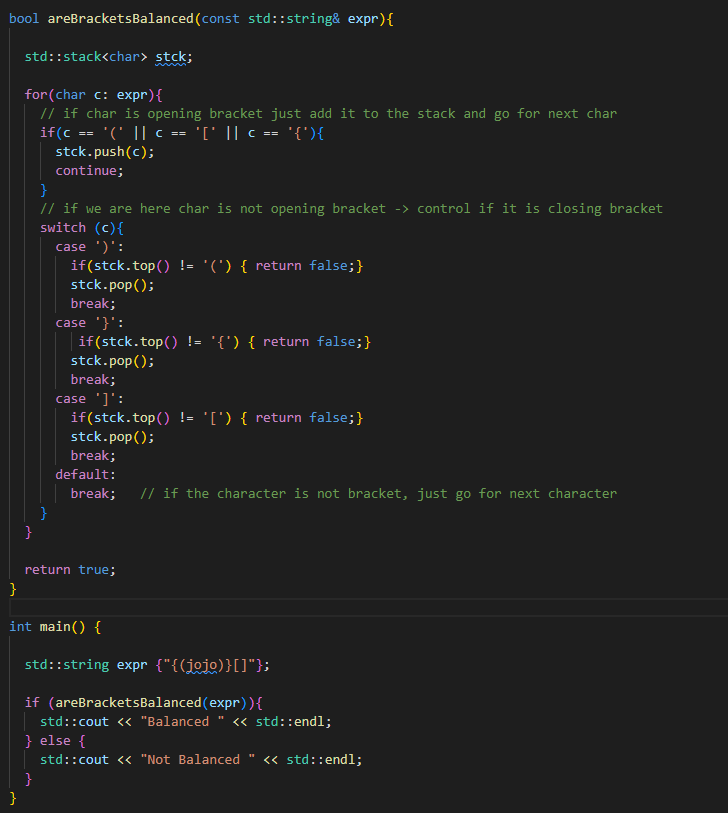 bool areBracketsBalanced(const std::string& expr){
std::stack<char> stck;
for(char c: expr){
// if char is opening bracket just add it to the stack and go for next char
if(c == '(' || c == '[' || c == '{'){
stck.push(c);
continue;
}
// if we are here char is not opening bracket -> control if it is closing bracket
switch (c){
case ')':
if(stck.top() != '(') { return false;}
stck.pop();
break;
case '}':
if(stck.top() != '{') { return false;}
stck.pop();
break;
case ']':
if(stck.top() != '[') { return false;}
stck.pop();
break;
default:
break;   // if the character is not bracket, just go for next character
}
}
return true;
}
int main() {
std::string expr {"{(jojo)}[]"};
if (areBracketsBalanced(expr)){
std::cout << "Balanced " << std::endl;
} else {
std::cout << "Not Balanced " << std::endl;
}
}